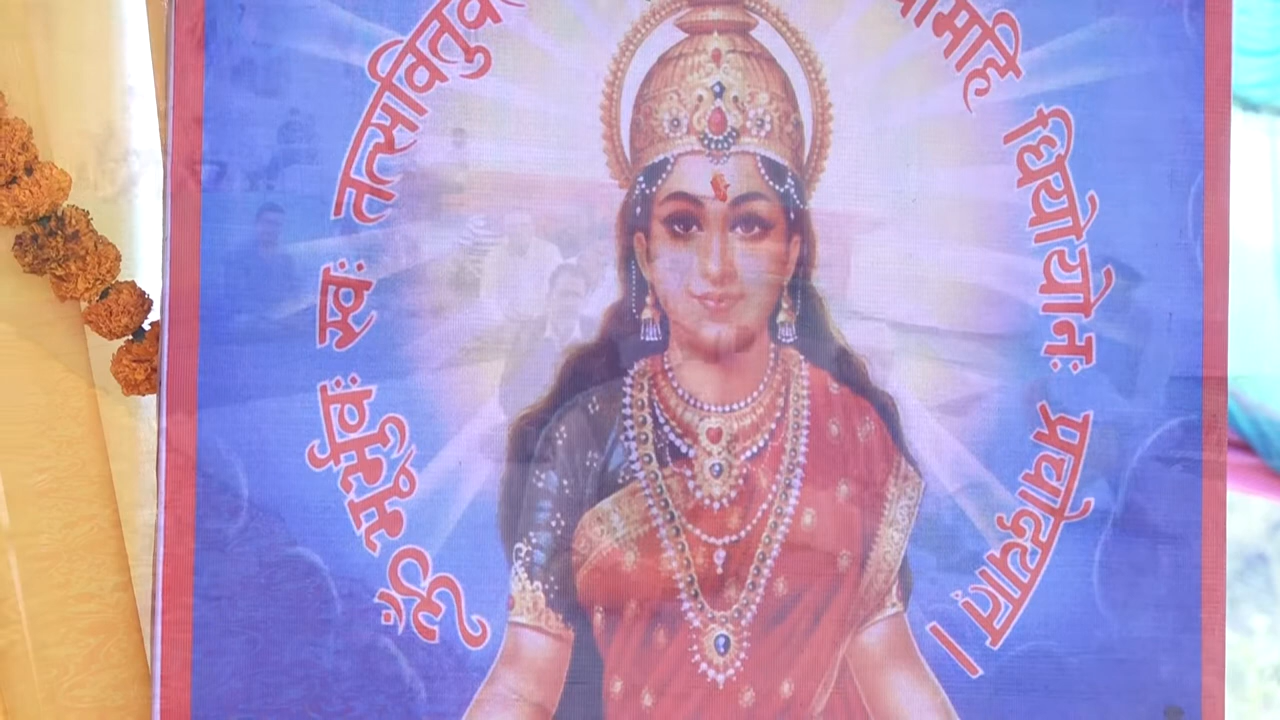 ॐ भूर्भुवः स्वः तत्सवितुर्व
धियोयोनः प्रचोदयात् ।